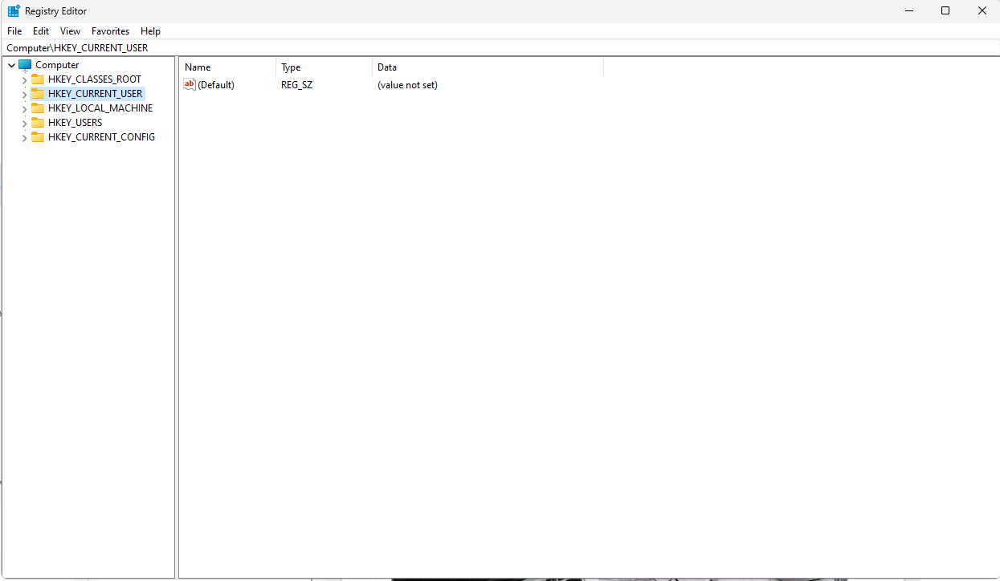 Registry Editor
File Edit View Favorites Help
Computer\HKEY_CURRENT_USER
Computer
HKEY_CLASSES_ROOT
HKEY_CURRENT_USER
HKEY_LOCAL_MACHINE
HKEY_USERS
HKEY_CURRENT_CONFIG
Name Type Data
ab (Default) REG_SZ (value not set)